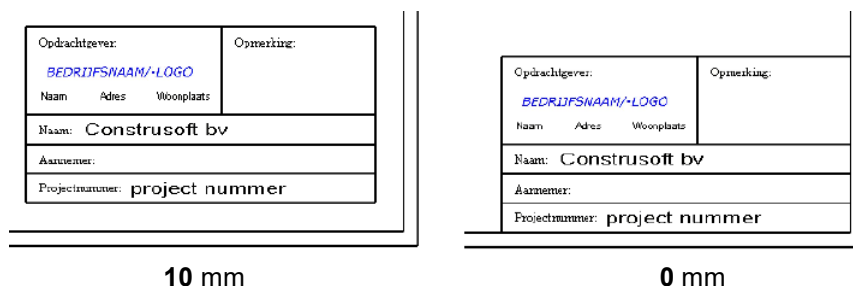 Opdrachtgever: Opmerking:
BEDRIJFSNAAM/-LOGO
Naam Adres Woonplaats
Naam: Construsoft bv
Aannemer:
Projectnummer: project nummer
10 mm
Opdrachtgever: Opmerking:
BEDRIJFSNAAM/-LOGO
Naam Adres Woonplaats
Naam: Construsoft bv
Aannemer:
Projectnummer: project nummer
0 mm